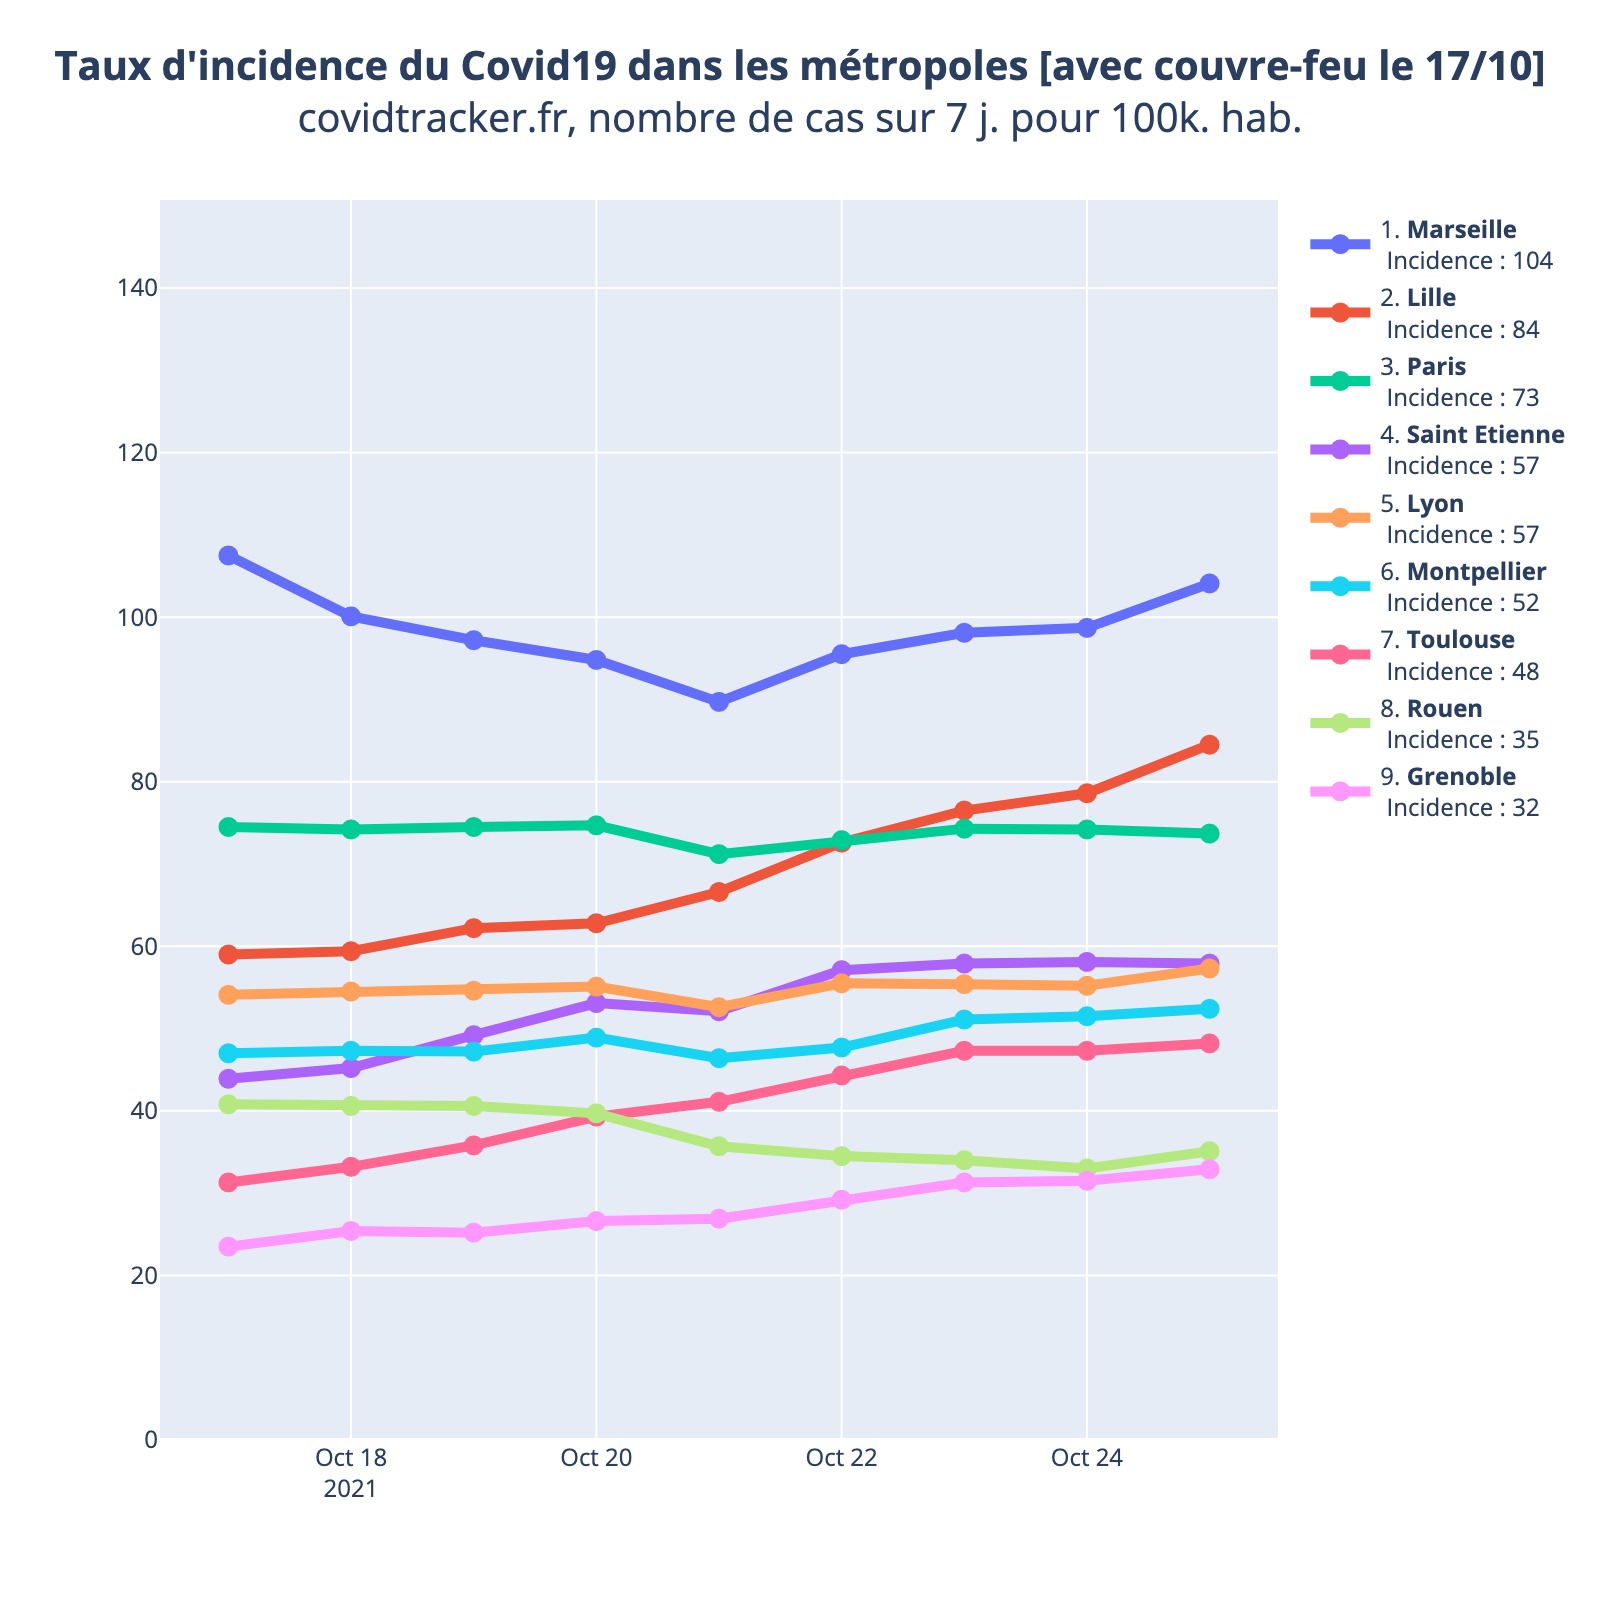 Taux d'incidence du Covid19 dans les métropoles [avec couvre-feu le 17/10]
covidtracker.fr, nombre de cas sur 7 j. pour 100k. hab.
140
120
100
80
60
40
20
0
Oct 18
2021
Oct 20
Oct 22
Oct 24
1. Marseille
Incidence : 104
2. Lille
Incidence : 84
3. Paris
Incidence : 73
4. Saint Etienne
Incidence : 57
5. Lyon
Incidence : 57
6. Montpellier
Incidence : 52
7. Toulouse
Incidence : 48
8. Rouen
Incidence : 35
9. Grenoble
Incidence : 32